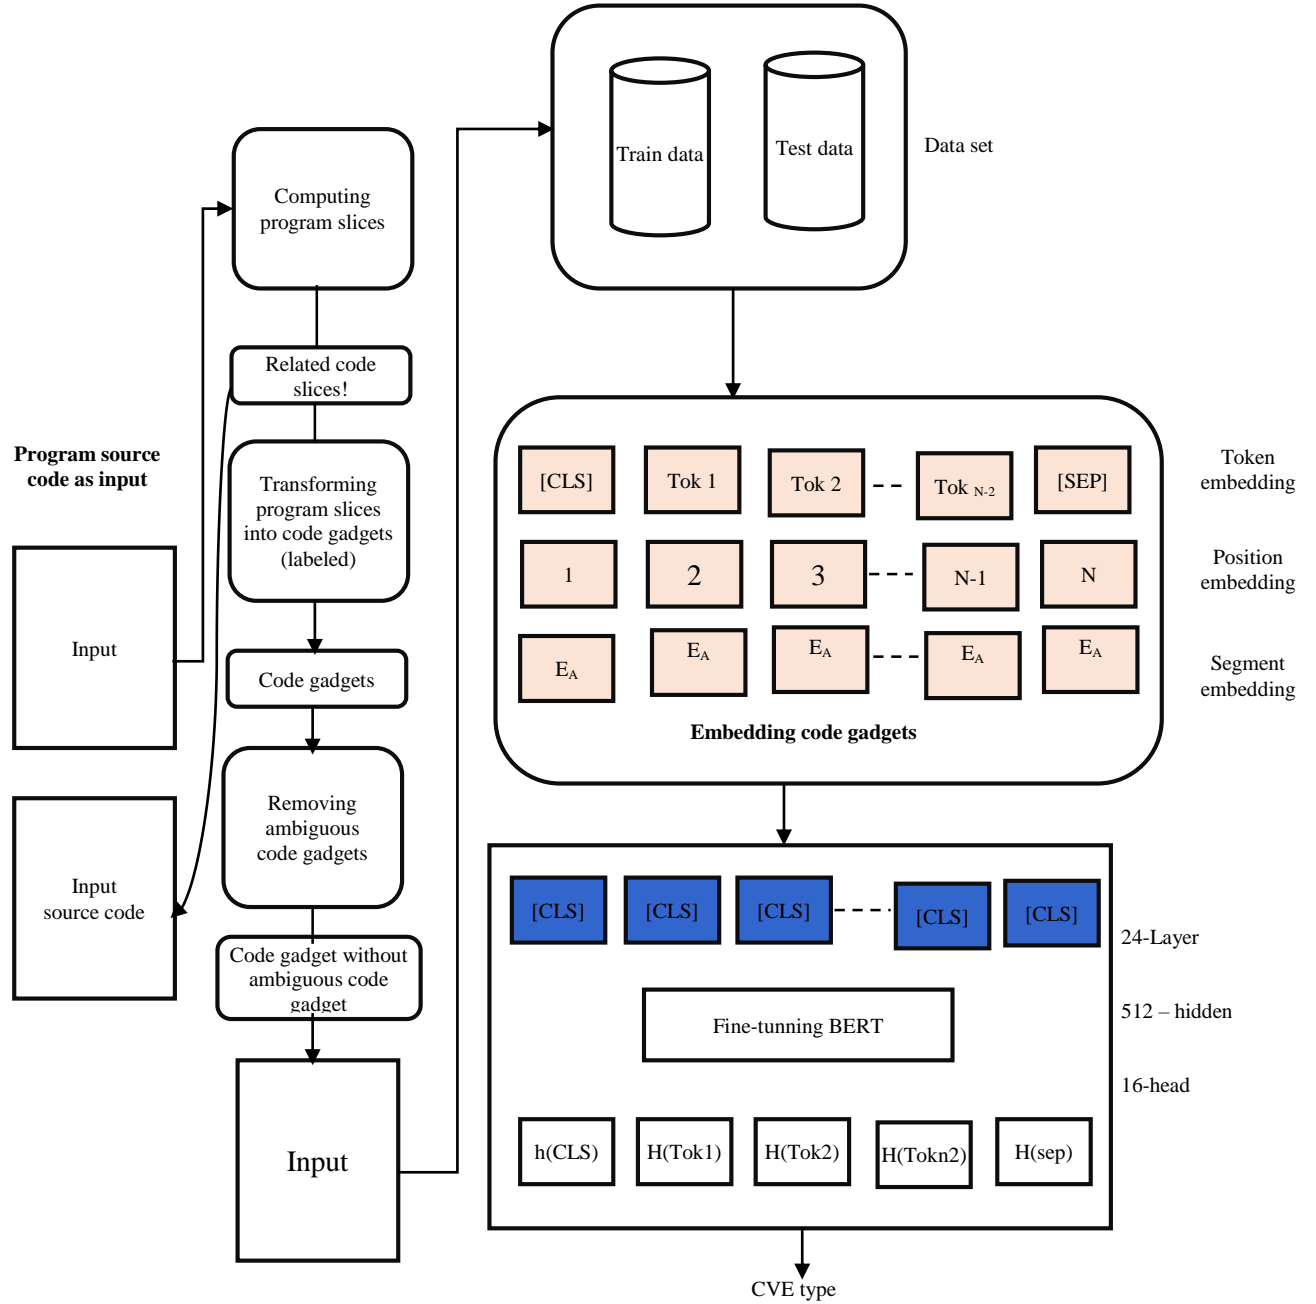 Program source
code as input
Input
Input
source code
Computing
program slices
Related code
slices!
Transforming
program slices
into code gadgets
(labeled)
Code gadgets
Removing
ambiguous
code gadgets
Code gadget without
ambiguous code
gadget
Input
Train data
Test data
Data set
[CLS]
Tok 1
Tok 2
Tok N-2
[SEP]
Token
embedding
1
2
3
N-1
N
Position
embedding
EA
EA
EA
EA
EA
Segment
embedding
Embedding code gadgets
[CLS]
[CLS]
[CLS]
[CLS]
[CLS]
24-Layer
Fine-tunning BERT
512 – hidden
16-head
h(CLS)
H(Tok1)
H(Tok2)
H(Tokn2)
H(sep)
CVE type